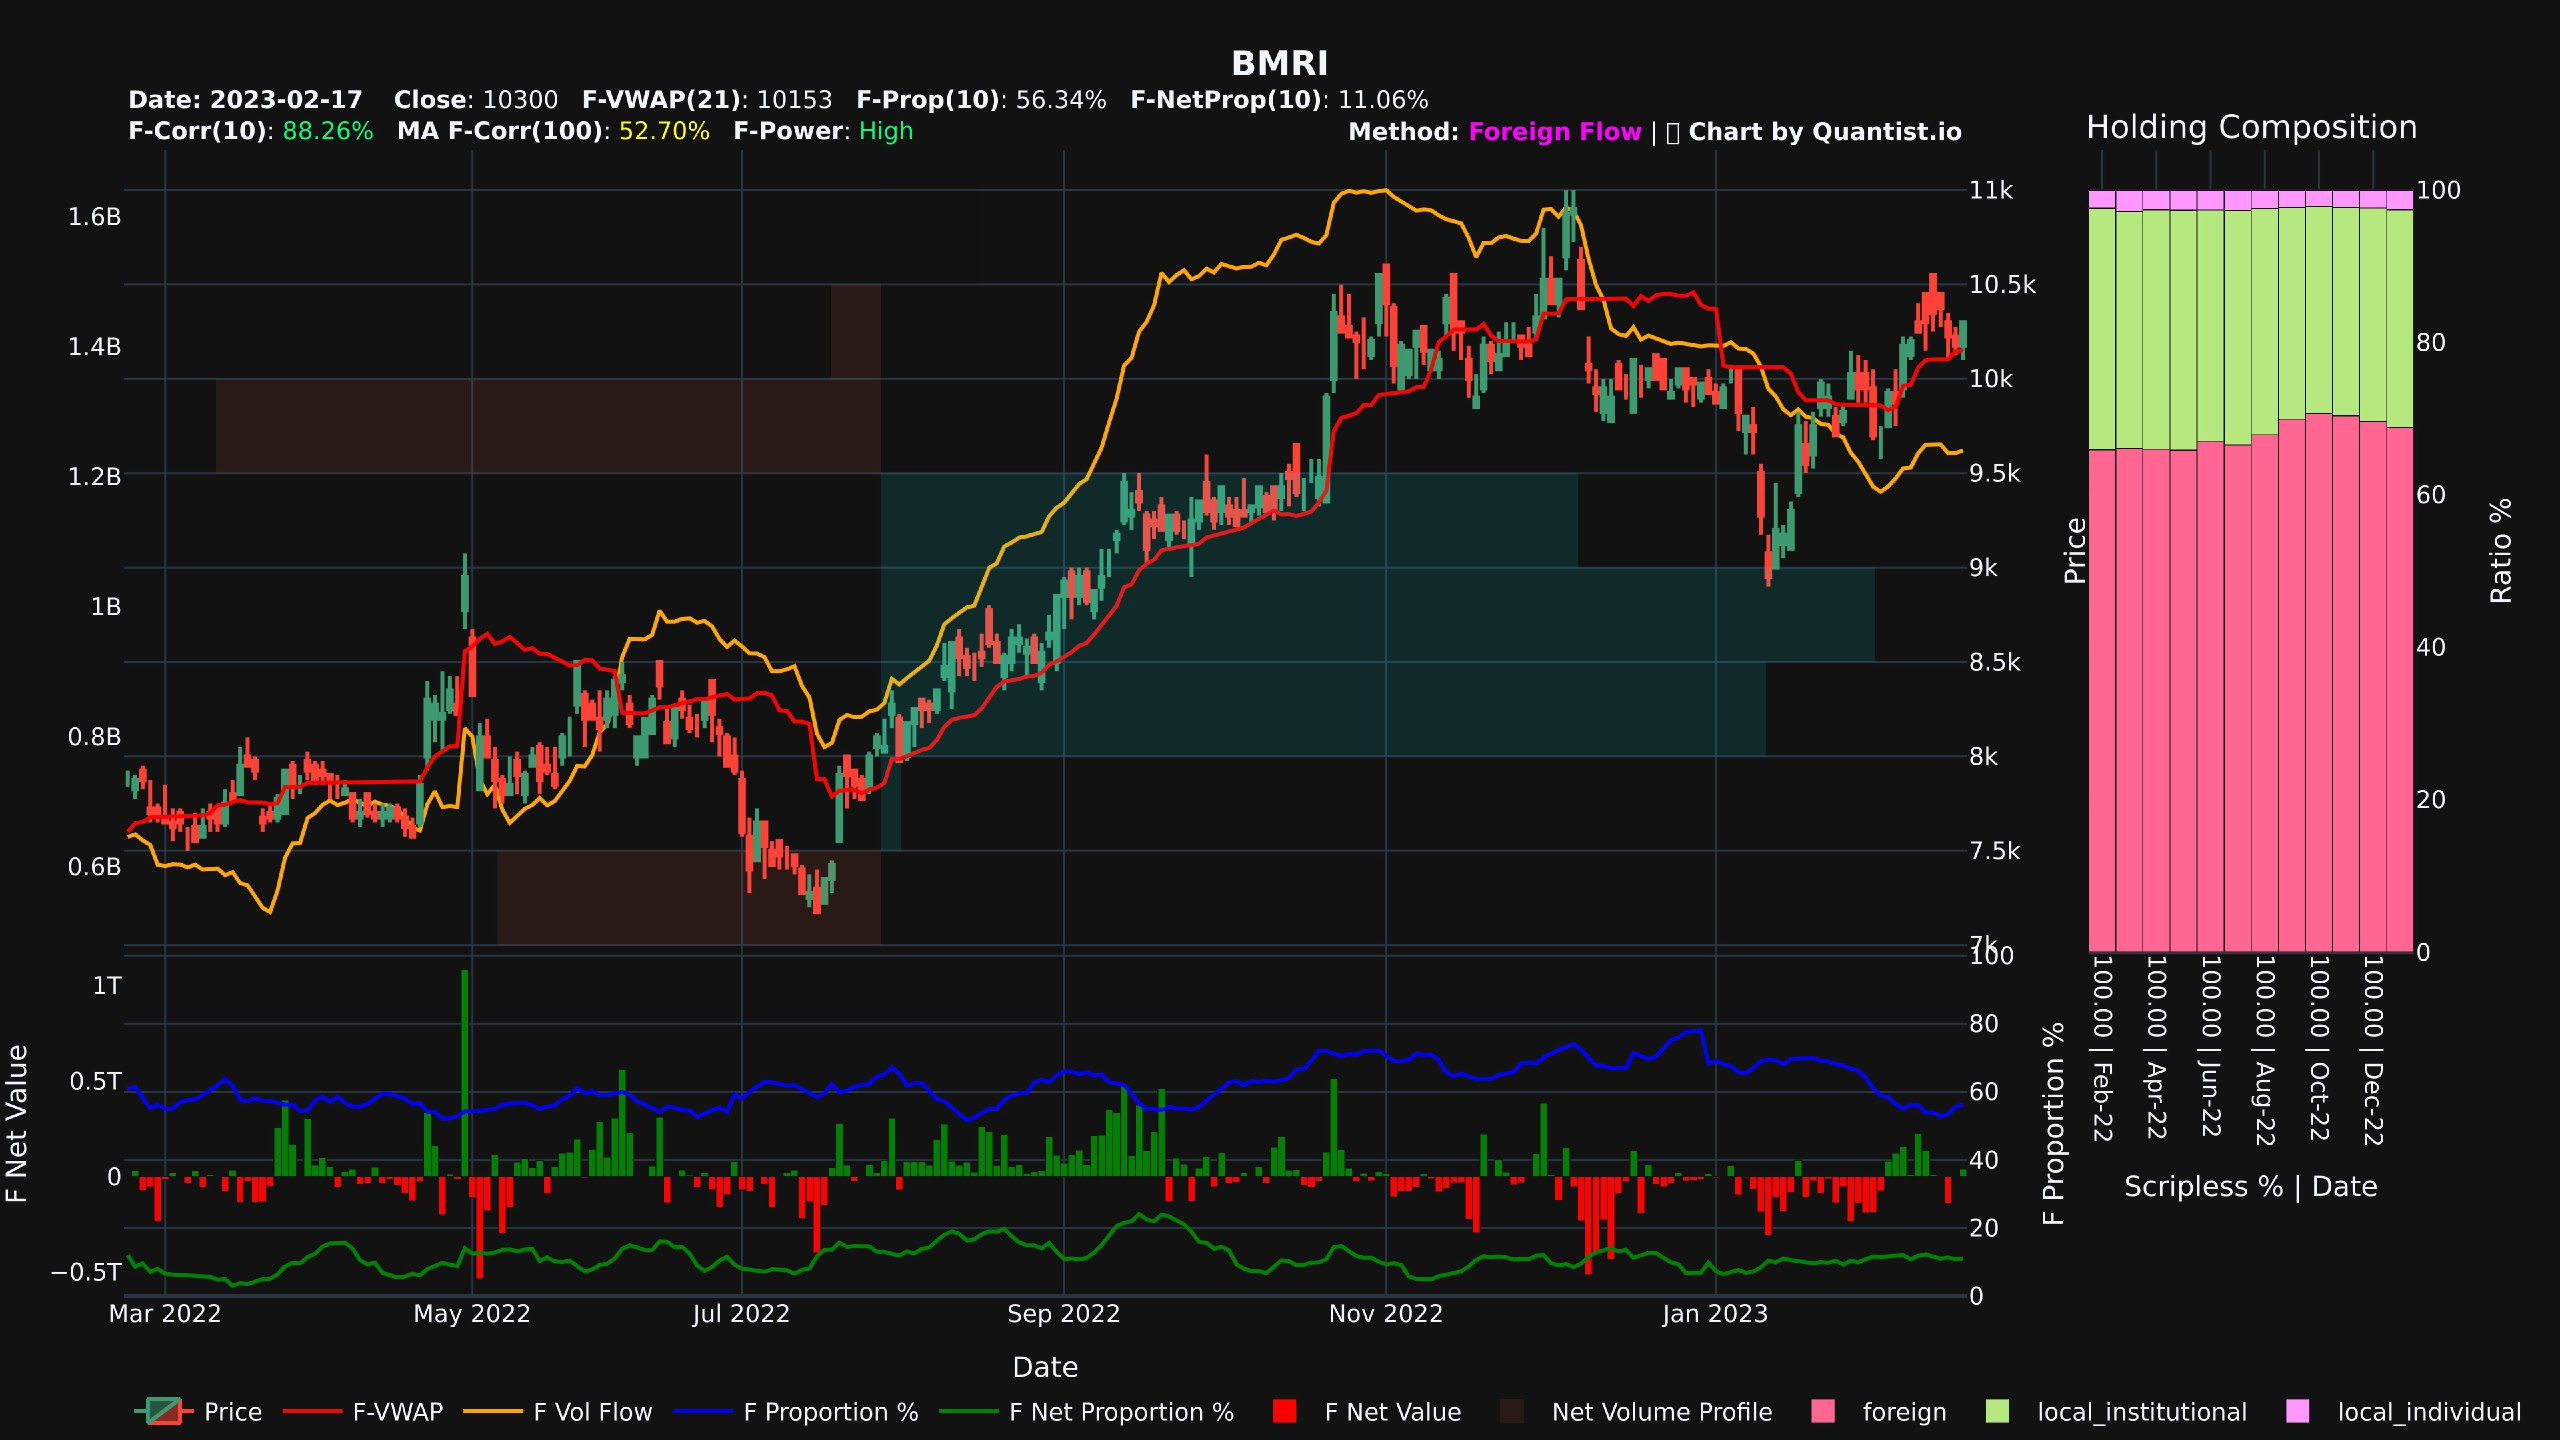 BMRI
Date: 2023-02-17 Close: 10300 F-VWAP(21): 10153 F-Prop(10): 56.34% F-NetProp(10): 11.06%
F-Corr(10): 88.26% MA F-Corr(100): 52.70% F-Power: High
Method: Foreign Flow | Chart by Quantist.io
Holding Composition
1.6B
1.4B
1.2B
1B
0.8B
0.6B
11k
10.5k
10k
9.5k
9k
8.5k
8k
7.5k
7k
Price
100
80
60
40
20
0
Ratio %
100.00 | Feb-22
100.00 | Apr-22
100.00 | Jun-22
100.00 | Aug-22
100.00 | Oct-22
100.00 | Dec-22
Scripless % | Date
F Net Value
1T
0.5T
0
−0.5T
100
80
60
40
20
0
F Proportion %
Mar 2022
May 2022
Jul 2022
Sep 2022
Nov 2022
Jan 2023
Date
Price
F-VWAP
F Vol Flow
F Proportion %
F Net Proportion %
F Net Value
Net Volume Profile
foreign
local_institutional
local_individual